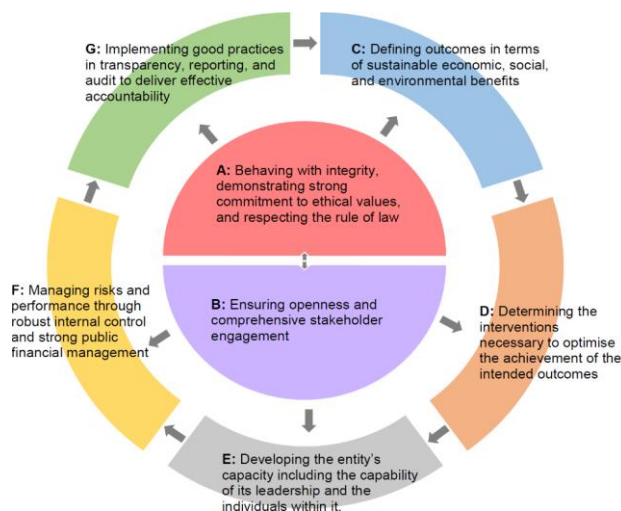 G: Implementing good practices
in transparency, reporting, and
audit to deliver effective
accountability
C: Defining outcomes in terms
of sustainable economic, social,
and environmental benefits
A: Behaving with integrity,
demonstrating strong
commitment to ethical values,
and respecting the rule of law
F: Managing risks and
performance through
robust internal control
and strong public
financial management
B: Ensuring openness and
comprehensive stakeholder
engagement
D: Determining the
interventions
necessary to optimise
the achievement of the
intended outcomes
E: Developing the entity’s
capacity including the capability
of its leadership and the
individuals within it.